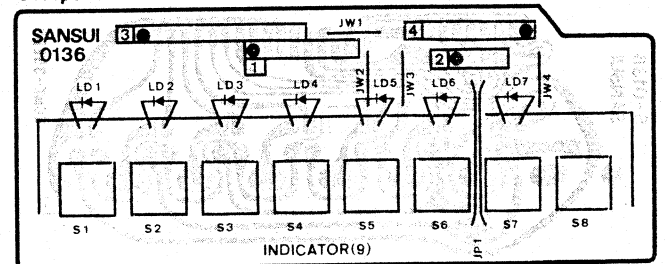 SANSUI
0136
3
JW1
4
1
2
LD1
LD2
LD3
LD4
JW2
LD5
JW3
LD6
LD7
JW4
S1
S2
S3
S4
S5
S6
JP1
S7
S8
INDICATOR(9)